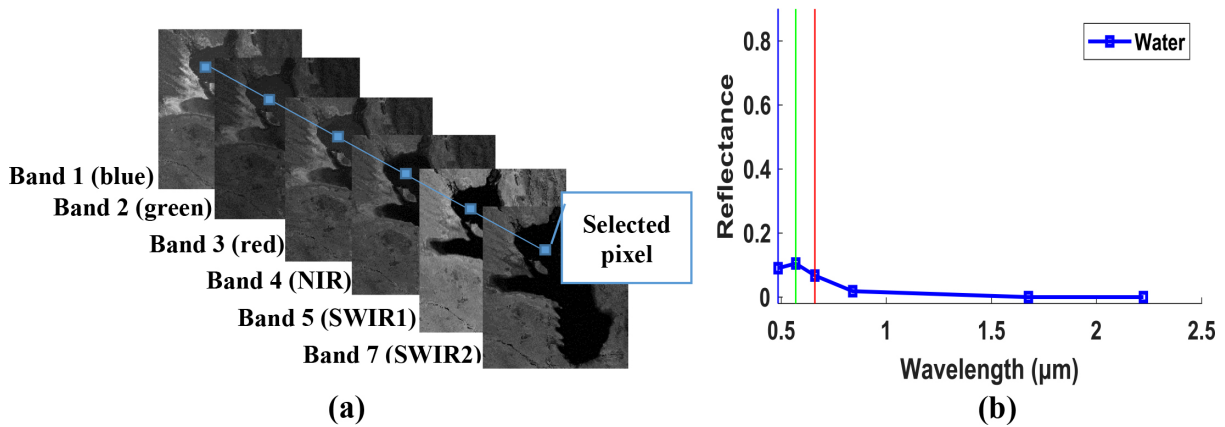 Band 1 (blue)
Band 2 (green)
Band 3 (red)
Band 4 (NIR)
Band 5 (SWIR1)
Band 7 (SWIR2)
Selected
pixel
(a)
Reflectance
0.8
0.6
0.4
0.2
0
0.5
1
1.5
2
2.5
Wavelength (μm)
Water
(b)